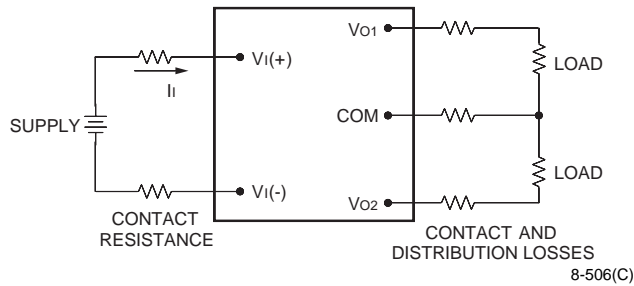 VO1
VI(+)
LOAD
II
COM
SUPPLY
LOAD
VI(-)
VO2
CONTACT
RESISTANCE
CONTACT AND
DISTRIBUTION LOSSES
8-506(C)